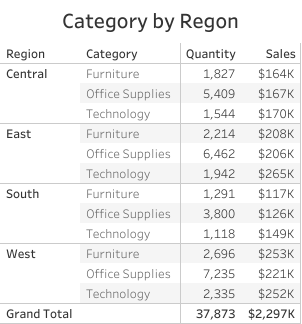 Category by Regon
Region Category Quantity Sales
Central Furniture 1,827 $164K
Office Supplies 5,409 $167K
Technology 1,544 $170K
East Furniture 2,214 $208K
Office Supplies 6,462 $206K
Technology 1,942 $265K
South Furniture 1,291 $117K
Office Supplies 3,800 $126K
Technology 1,118 $149K
West Furniture 2,696 $253K
Office Supplies 7,235 $221K
Technology 2,335 $252K
Grand Total 37,873 $2,297K